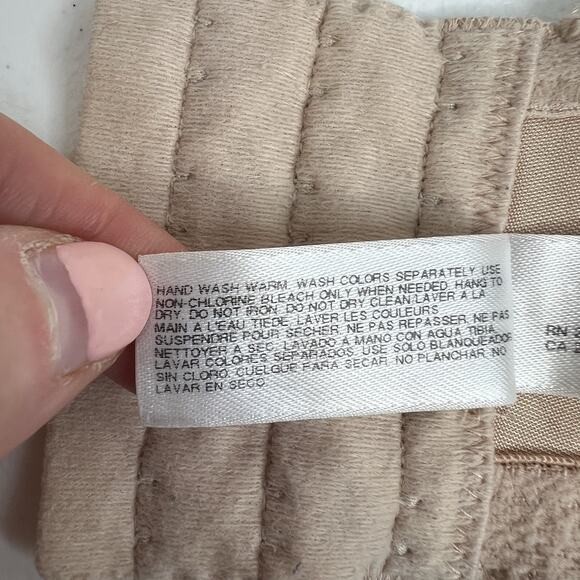 HAND WASH WARM. WASH COLORS SEPARATELY USE
NON-CHLORINE BLEACH ONLY WHEN NEEDED. HANG TO
DRY. DO NOT IRON. DO NOT DRY CLEAN.LAVER A LA
MAIN A L'EAU TIEDE, LAVER LES COULEURS
SUSPENDRE POUR SECHER. NE PAS REPASSER. NE PAS
NETTOYER A SEC. LAVADO A MANO CON AGUA TIBIA,
LAVAR COLORES SEPARADOS. USE SOLO BLANQUEADOR
SIN CLORO. CUELGUE PARA SECAR. NO PLANCHAR. NO
LAVAR EN SECO.
RN
CA